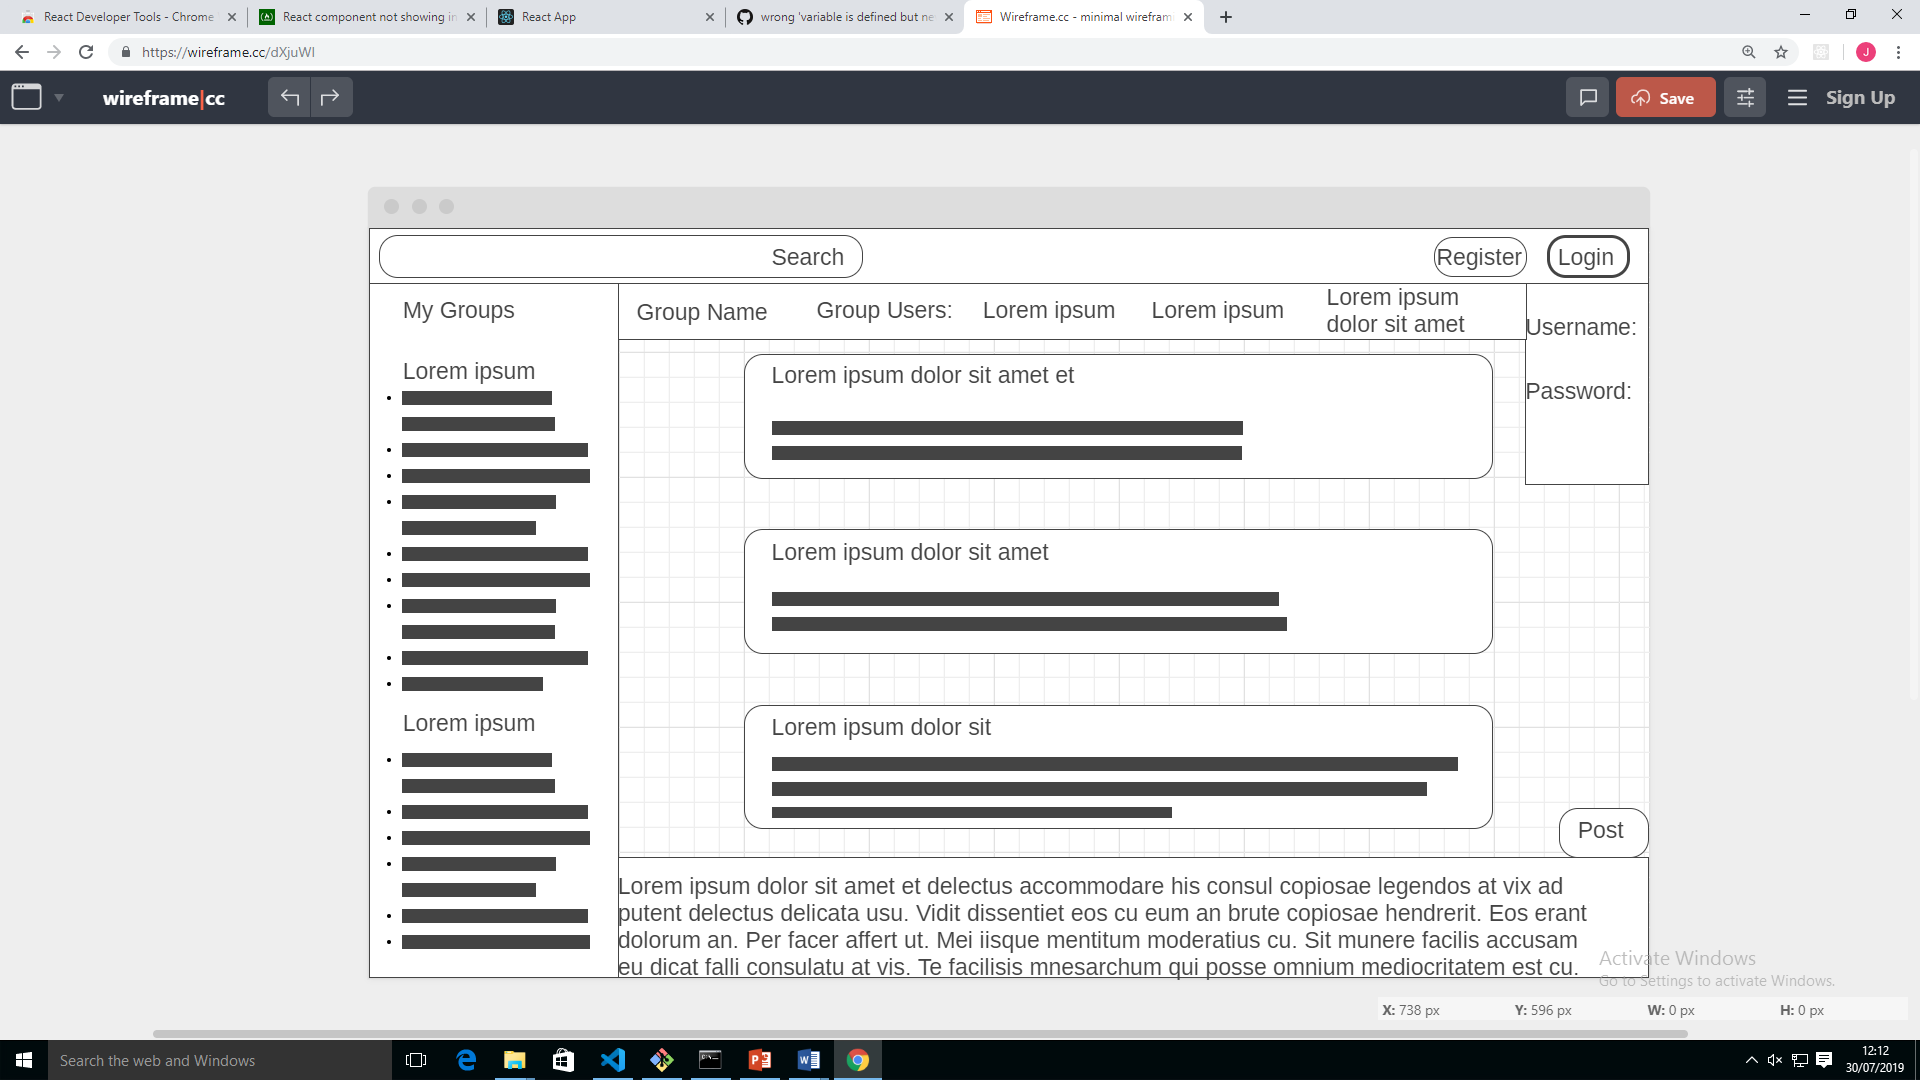 React Developer Tools - Chrome
React component not showing in
React App
wrong 'variable is defined but ne
Wireframe.cc - minimal wirefram
https://wireframe.cc/dXjuWI
J
wireframe|cc
Save
Sign Up
Search
Register
Login
My Groups
Group Name
Group Users:
Lorem ipsum
Lorem ipsum
Lorem ipsum
dolor sit amet
Username:
Password:
Lorem ipsum
Lorem ipsum dolor sit amet et
Lorem ipsum dolor sit amet
Lorem ipsum
Lorem ipsum dolor sit
Post
Lorem ipsum dolor sit amet et delectus accommodare his consul copiosae legendos at vix ad
putent delectus delicata usu. Vidit dissentiet eos cu eum an brute copiosae hendrerit. Eos erant
dolorum an. Per facer affert ut. Mei iisque mentitum moderatius cu. Sit munere facilis accusam
eu dicat falli consulatu at vis. Te facilisis mnesarchum qui posse omnium mediocritatem est cu.
Activate Windows
Go to Settings to activate Windows.
X: 738 px
Y: 596 px
W: 0 px
H: 0 px
Search the web and Windows
12:12
30/07/2019